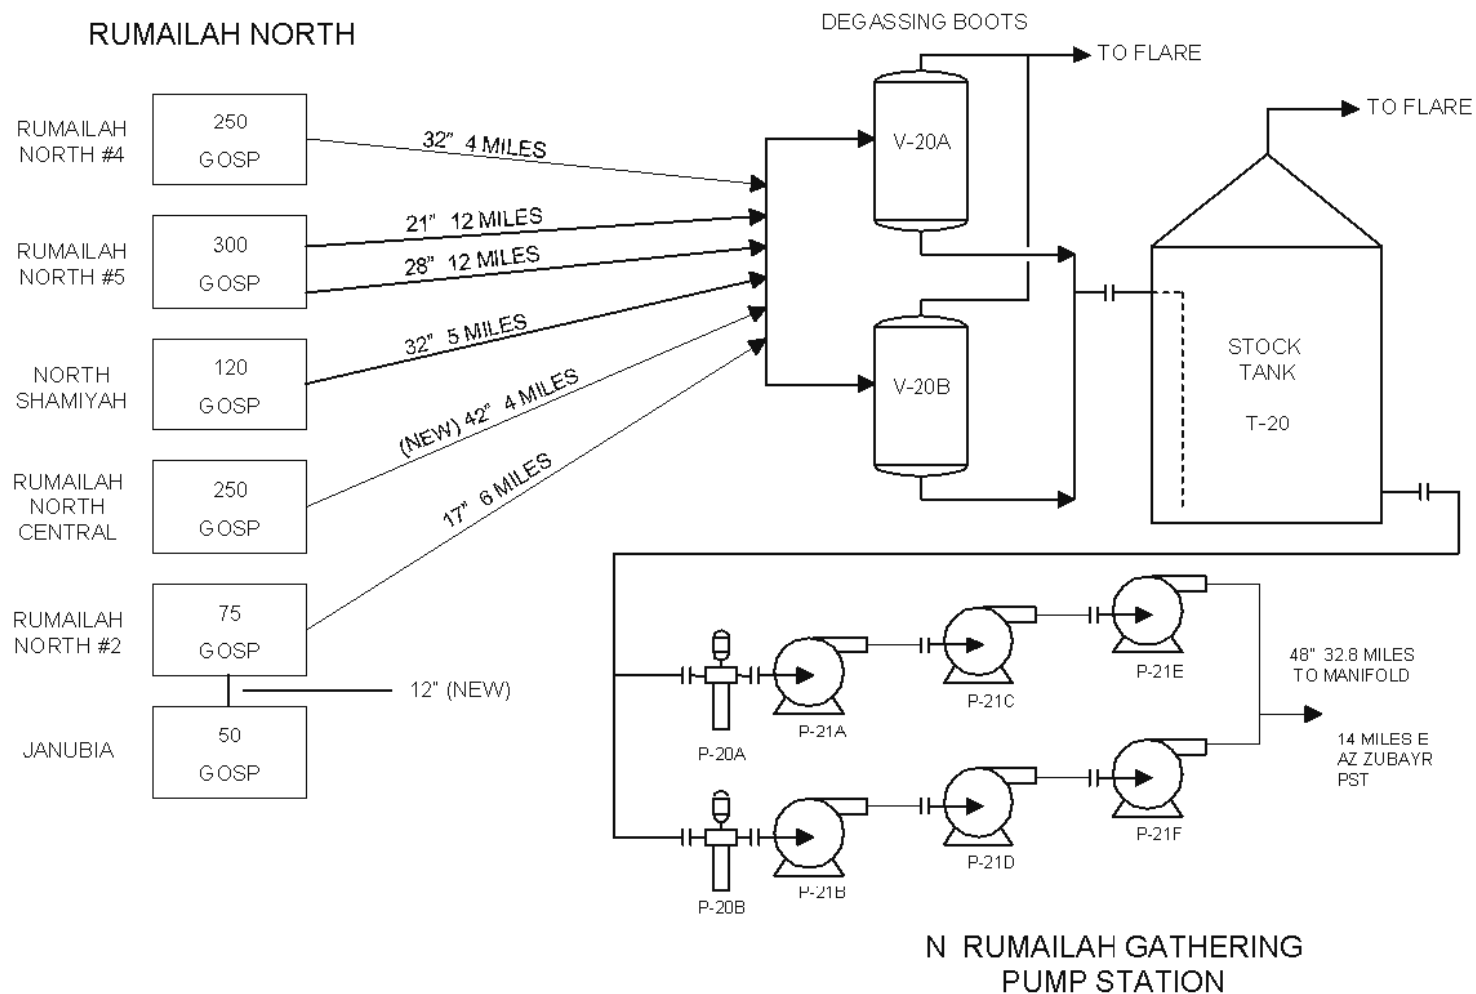 RUMAILAH NORTH
DEGASSING BOOTS
TO FLARE
TO FLARE
RUMAILAH
NORTH #4
250
GOSP
32" 4 MILES
RUMAILAH
NORTH #5
300
GOSP
21" 12 MILES
28" 12 MILES
NORTH
SHAMIYAH
120
GOSP
32" 5 MILES
RUMAILAH
NORTH
CENTRAL
250
GOSP
(NEW) 42" 4 MILES
RUMAILAH
NORTH #2
75
GOSP
17" 6 MILES
12" (NEW)
JANUBIA
50
GOSP
V-20A
V-20B
STOCK
TANK
T-20
P-20A
P-21A
P-21C
P-21E
P-20B
P-21B
P-21D
P-21F
48" 32.8 MILES
TO MANIFOLD
14 MILES E
AZ ZUBAYR
PST
N RUMAILAH GATHERING
PUMP STATION